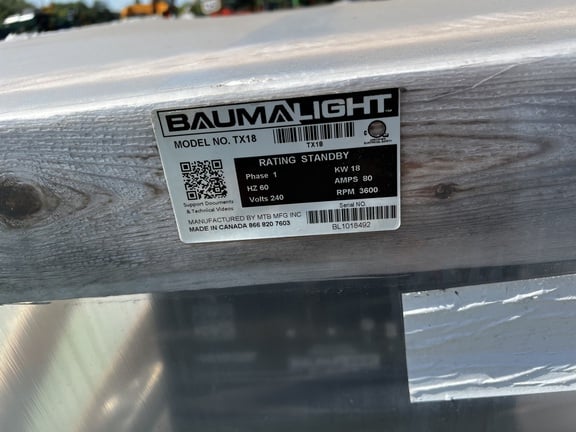 BAUMALIGHT
MODEL NO. TX18
TX18
RATING STANDBY
Phase 1 KW 18
HZ 60 AMPS 80
Volts 240 RPM 3600
Support Documents
& Technical Videos
Serial NO.
MANUFACTURED BY MTB MFG INC
MADE IN CANADA 866 820 7603
BL1018492